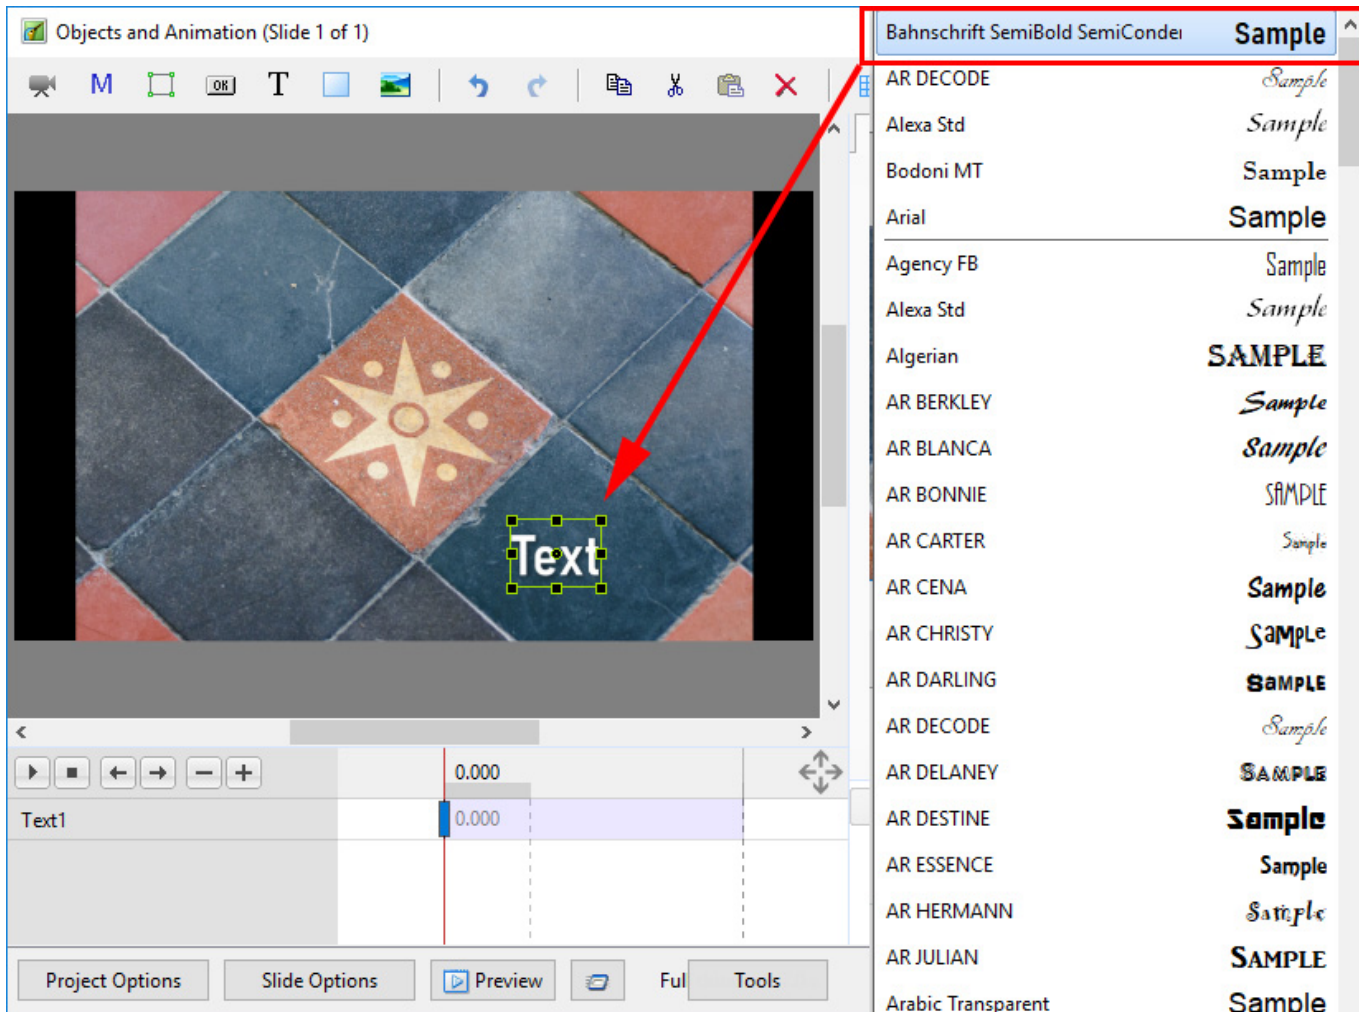 Objects and Animation (Slide 1 of 1)
M OK T
Text
0.000
Text1 0.000
Project Options Slide Options Preview Ful Tools
Bahnschrift SemiBold SemiConder Sample
AR DECODE Sample
Alexa Std Sample
Bodoni MT Sample
Arial Sample
Agency FB Sample
Alexa Std Sample
Algerian SAMPLE
AR BERKLEY Sample
AR BLANCA Sample
AR BONNIE SAMPLE
AR CARTER Sample
AR CENA Sample
AR CHRISTY SaMpLe
AR DARLING SaMPLE
AR DECODE Sample
AR DELANEY SAMPLE
AR DESTINE Sample
AR ESSENCE Sample
AR HERMANN Sample
AR JULIAN SAMPLE
Arabic Transparent Sample